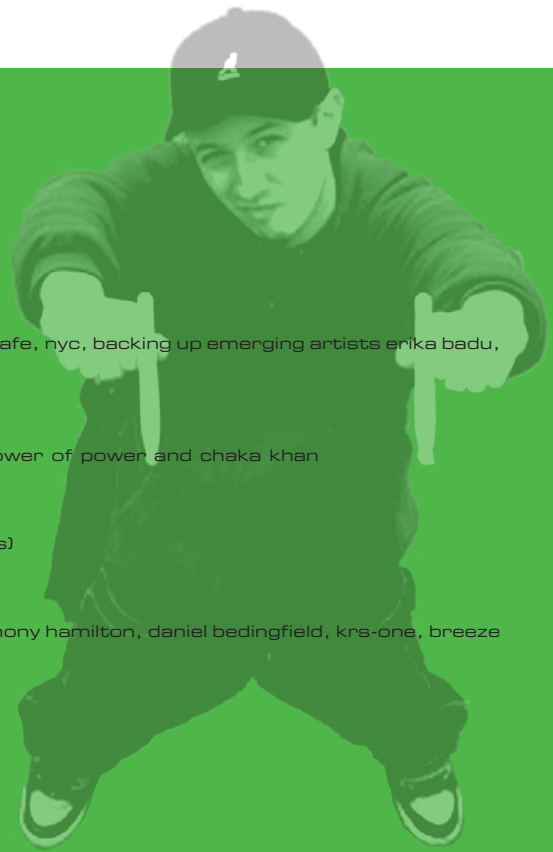 afe, nyc, backing up emerging artists erika badu,
ower of power and chaka khan
s)
nony hamilton, daniel bedingfield, krs-one, breeze